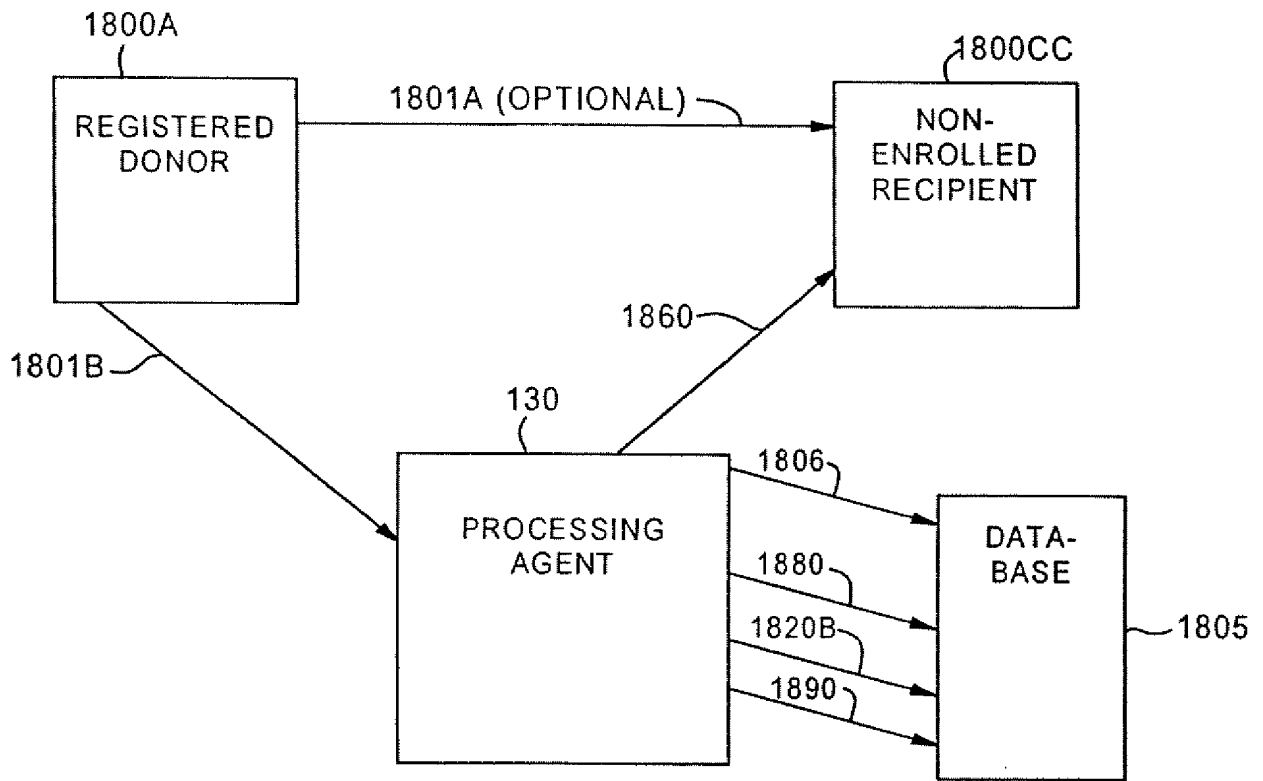 1800A
1800CC
1801A (OPTIONAL)
REGISTERED
DONOR
NON-
ENROLLED
RECIPIENT
1860
1801B
130
1806
PROCESSING
AGENT
DATA-
BASE
1880
1820B
1805
1890